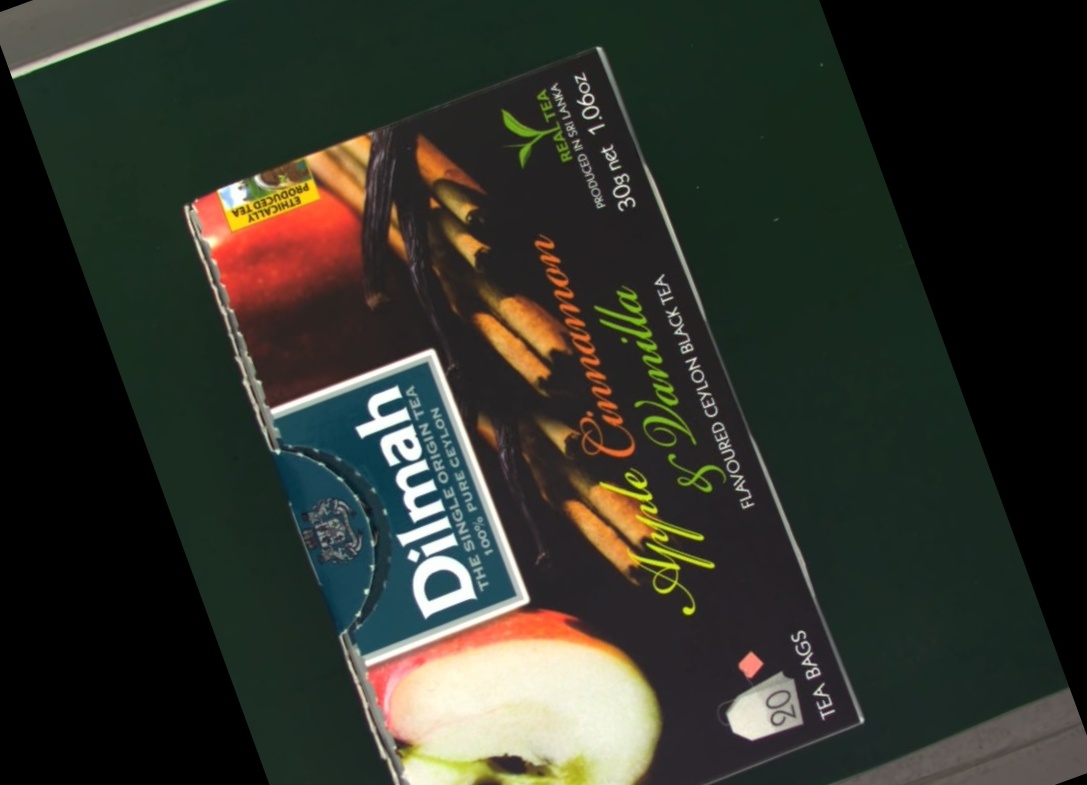 ETHICALLY
PRODUCED TEA
Dilmah
THE SINGLE ORIGIN TEA
100% PURE CEYLON
REAL TEA
PRODUCED IN SRI LANKA
30g net 1.06oz
Apple Cinnamon
& Vanilla
FLAVOURED CEYLON BLACK TEA
20
TEA BAGS